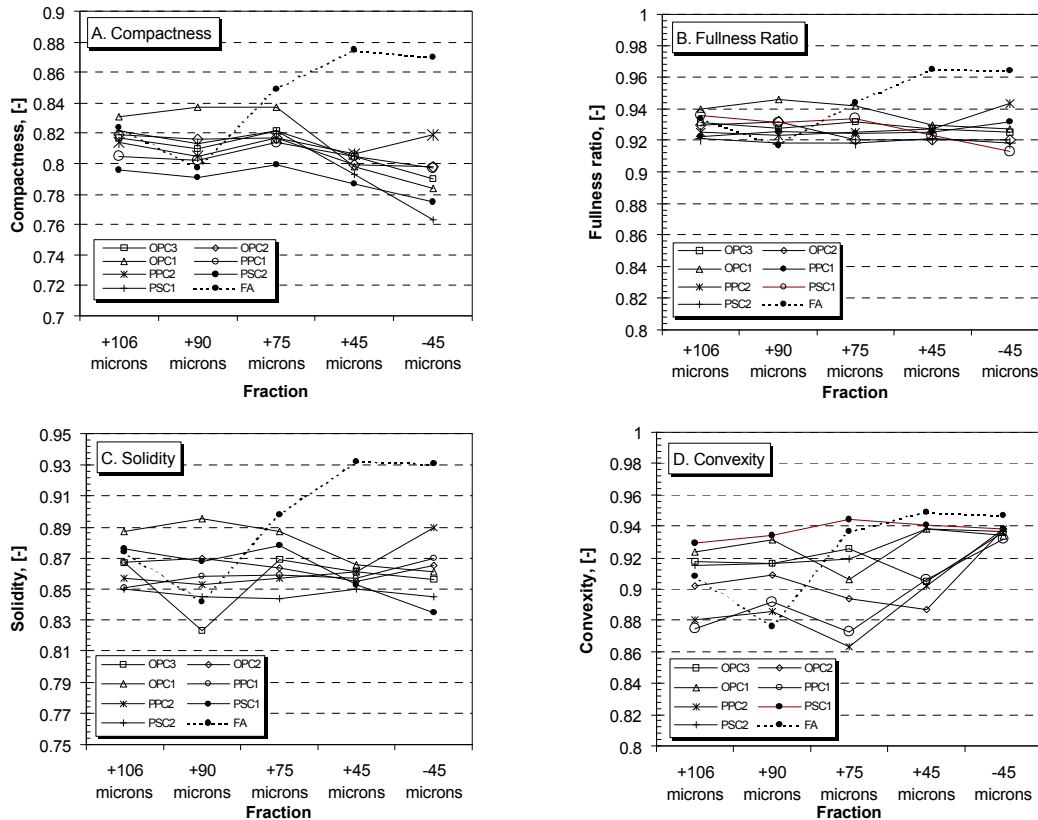 A. Compactness
Compactness, [-]
0.9
0.88
0.86
0.84
0.82
0.8
0.78
0.76
0.74
0.72
0.7
OPC3 OPC2
OPC1 PPC1
PPC2 PSC2
PSC1 FA
+106 +90 +75 +45 -45
microns microns microns microns microns
Fraction
B. Fullness Ratio
Fullness ratio, [-]
1
0.98
0.96
0.94
0.92
0.9
0.88
0.86
0.84
0.82
0.8
OPC3 OPC2
OPC1 PPC1
PPC2 PSC1
PSC2 FA
+106 +90 +75 +45 -45
microns microns microns microns microns
Fraction
C. Solidity
Solidity, [-]
0.95
0.93
0.91
0.89
0.87
0.85
0.83
0.81
0.79
0.77
0.75
OPC3 OPC2
OPC1 PPC1
PPC2 PSC1
PSC2 FA
+106 +90 +75 +45 -45
microns microns microns microns microns
Fraction
D. Convexity
Convexity, [-]
1
0.98
0.96
0.94
0.92
0.9
0.88
0.86
0.84
0.82
0.8
OPC3 OPC2
OPC1 PPC1
PPC2 PSC1
PSC2 FA
+106 +90 +75 +45 -45
microns microns microns microns microns
Fraction